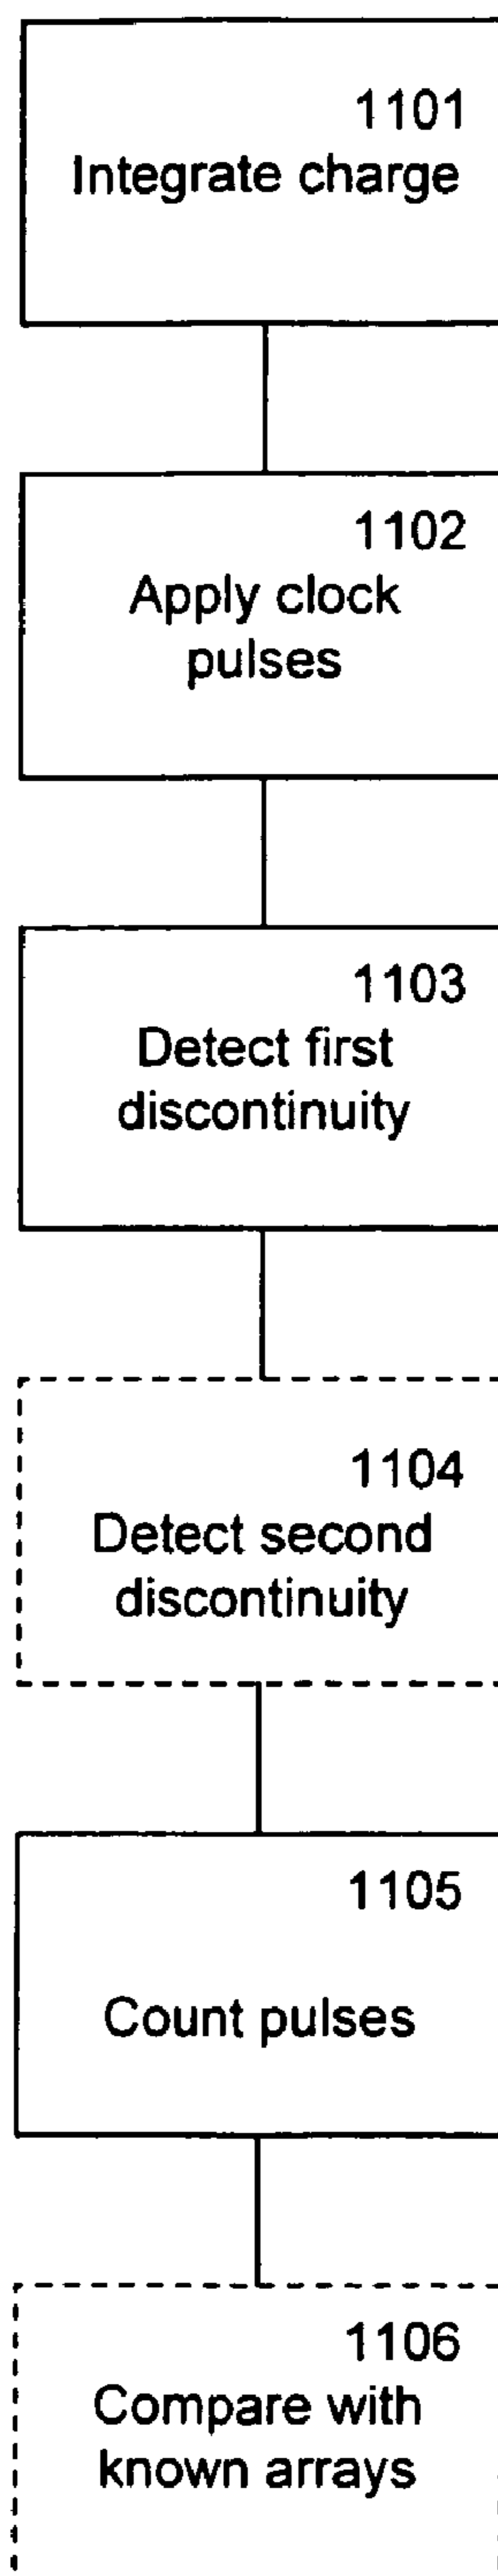 1101
Integrate charge
1102
Apply clock
pulses
1103
Detect first
discontinuity
1104
Detect second
discontinuity
1105
Count pulses
1106
Compare with
known arrays